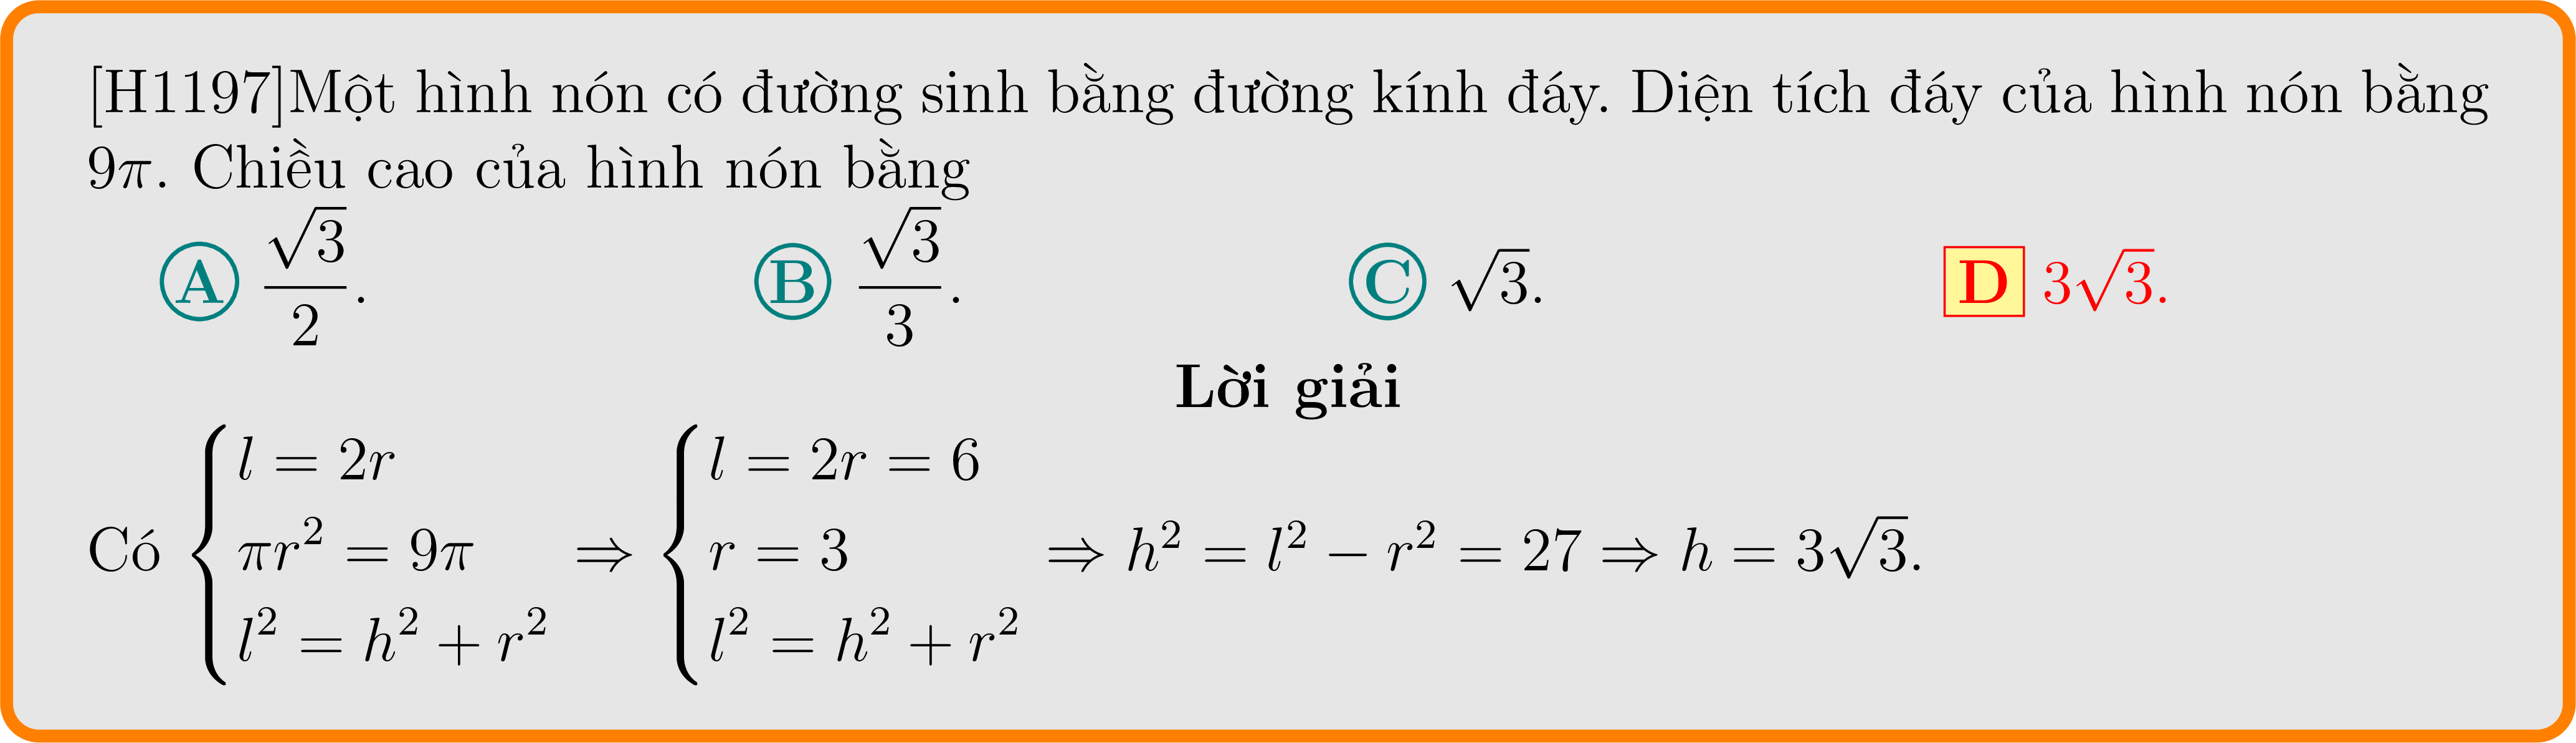 [H1197]Một hình nón có đường sinh bằng đường kính đáy. Diện tích đáy của hình nón bằng
9π. Chiều cao của hình nón bằng
A $\frac{\sqrt{3}}{2}$. B $\frac{\sqrt{3}}{3}$. C $\sqrt{3}$. D $3\sqrt{3}$.
Lời giải
Có $\begin{cases} l = 2r \\ \pi r^2 = 9\pi \\ l^2 = h^2 + r^2 \end{cases} \Rightarrow \begin{cases} l = 2r = 6 \\ r = 3 \\ l^2 = h^2 + r^2 \end{cases} \Rightarrow h^2 = l^2 - r^2 = 27 \Rightarrow h = 3\sqrt{3}.$